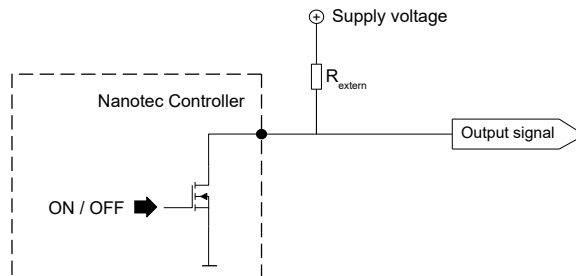 Supply voltage
R extern
Nanotec Controller
Output signal
ON / OFF